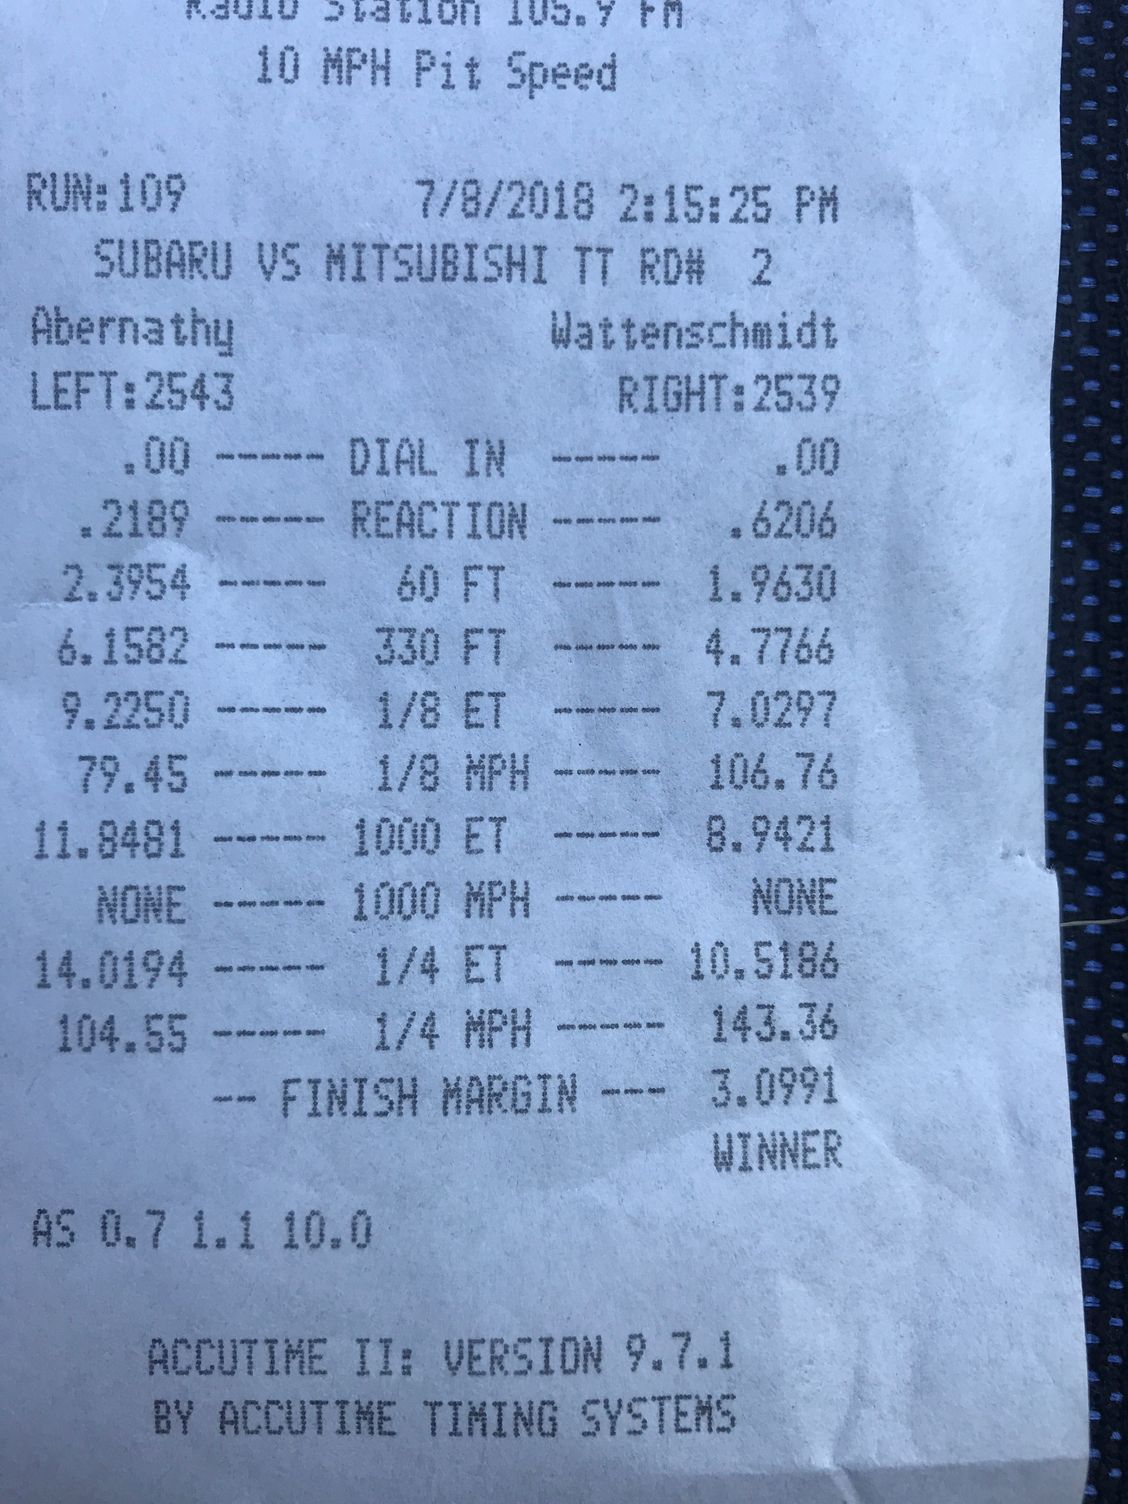 Radio Station 105.9 FM
10 MPH Pit Speed
RUN:109 7/8/2018 2:15:25 PM
SUBARU VS MITSUBISHI TT RD# 2
Abernathy Wattenschmidt
LEFT:2543 RIGHT:2539
.00 ----- DIAL IN ----- .00
.2189 ----- REACTION ----- .6206
2.3954 ----- 60 FT ----- 1.9630
6.1582 ----- 330 FT ----- 4.7766
9.2250 ----- 1/8 ET ----- 7.0297
79.45 ----- 1/8 MPH ----- 106.76
11.8481 ----- 1000 ET ----- 8.9421
NONE ----- 1000 MPH ----- NONE
14.0194 ----- 1/4 ET ----- 10.5186
104.55 ----- 1/4 MPH ----- 143.36
-- FINISH MARGIN --- 3.0991
WINNER
AS 0.7 1.1 10.0
ACCUTIME II: VERSION 9.7.1
BY ACCUTIME TIMING SYSTEMS